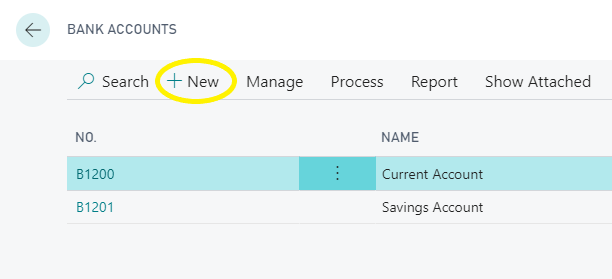 BANK ACCOUNTS
Search New Manage Process Report Show Attached
NO. NAME
B1200 Current Account
B1201 Savings Account